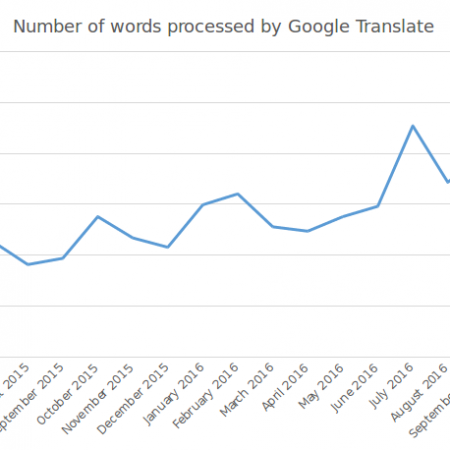 Number of words processed by Google Translate
2015
September 2015
October 2015
November 2015
December 2015
January 2016
February 2016
March 2016
April 2016
May 2016
June 2016
July 2016
August 2016